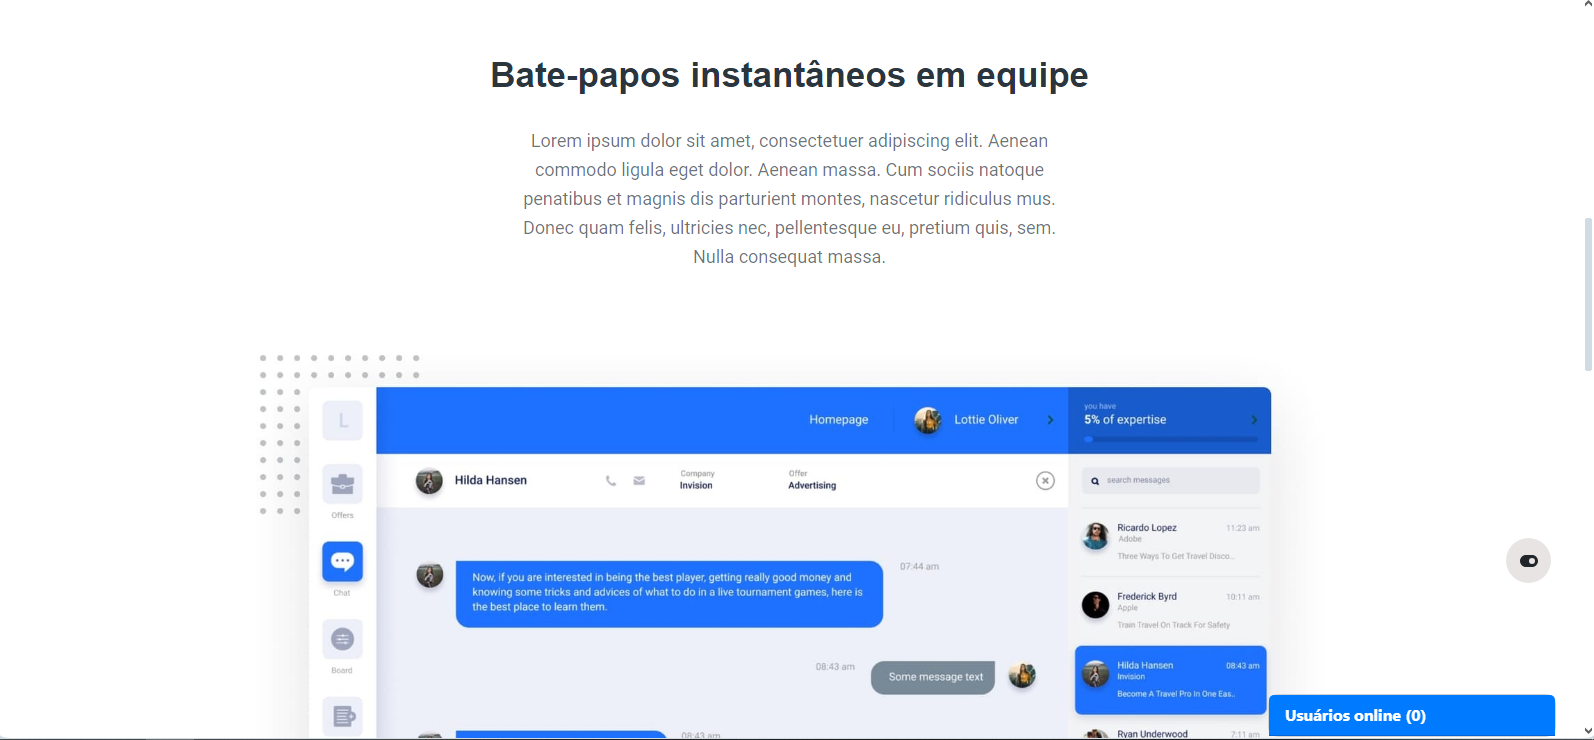 Bate-papos instantâneos em equipe
Lorem ipsum dolor sit amet, consectetuer adipiscing elit. Aenean
commodo ligula eget dolor. Aenean massa. Cum sociis natoque
penatibus et magnis dis parturient montes, nascetur ridiculus mus.
Donec quam felis, ultricies nec, pellentesque eu, pretium quis, sem.
Nulla consequat massa.
L
Homepage
Lottie Oliver
you have
5% of expertise
Hilda Hansen
Company
Invision
Offer
Advertising
search messages
Offers
Chat
Board
Now, if you are interested in being the best player, getting really good money and
knowing some tricks and advices of what to do in a live tournament games, here is
the best place to learn them.
07:44 am
08:43 am
Some message text
08:43 am
Ricardo Lopez
11:23 am
Adobe
Three Ways To Get Travel Disco...
Frederick Byrd
10:11 am
Apple
Train Travel On Track For Safety
Hilda Hansen
08:43 am
Invision
Become A Travel Pro In One Eas..
Ryan Underwood
7:11 am
Usuários online (0)